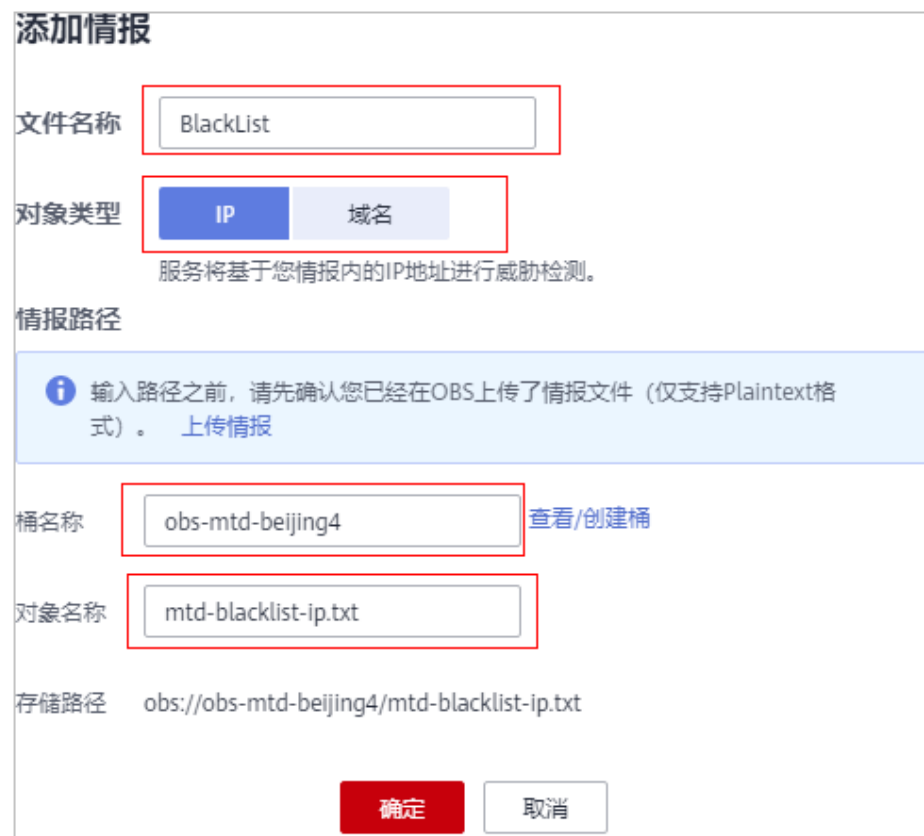 添加情报
文件名称 BlackList
对象类型 IP 域名
服务将基于您情报内的IP地址进行威胁检测。
情报路径
输入路径之前，请先确认您已经在OBS上传了情报文件（仅支持Plaintext格
式）。 上传情报
桶名称 obs-mtd-beijing4 查看/创建桶
对象名称 mtd-blacklist-ip.txt
存储路径 obs://obs-mtd-beijing4/mtd-blacklist-ip.txt
确定 取消